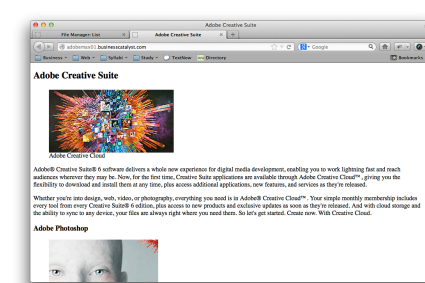 Adobe Creative Suite
File Manager: List
Adobe Creative Suite
adobemax01.businesscatalyst.com
Google
Business
Web
Syllabi
Study
TextNow
Directory
Bookmarks
Adobe Creative Suite
Adobe Creative Cloud
Adobe® Creative Suite® 6 software delivers a whole new experience for digital media development, enabling you to work lightning fast and reach
audiences wherever they may be. Now, for the first time, Creative Suite applications are available through Adobe Creative Cloud™ , giving you the
flexibility to download and install them at any time, plus access additional applications, new features, and services as they're released.
Whether you're into design, web, video, or photography, everything you need is in Adobe® Creative Cloud™ . Your simple monthly membership includes
every tool from every Creative Suite® 6 edition, plus access to new products and exclusive updates as soon as they're released. And with cloud storage and
the ability to sync to any device, your files are always right where you need them. So let's get started. Create now. With Creative Cloud.
Adobe Photoshop